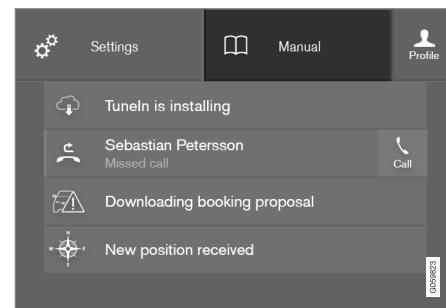 Settings
Manual
Profile
TuneIn is installing
Sebastian Petersson
Missed call
Call
Downloading booking proposal
New position received
G059823